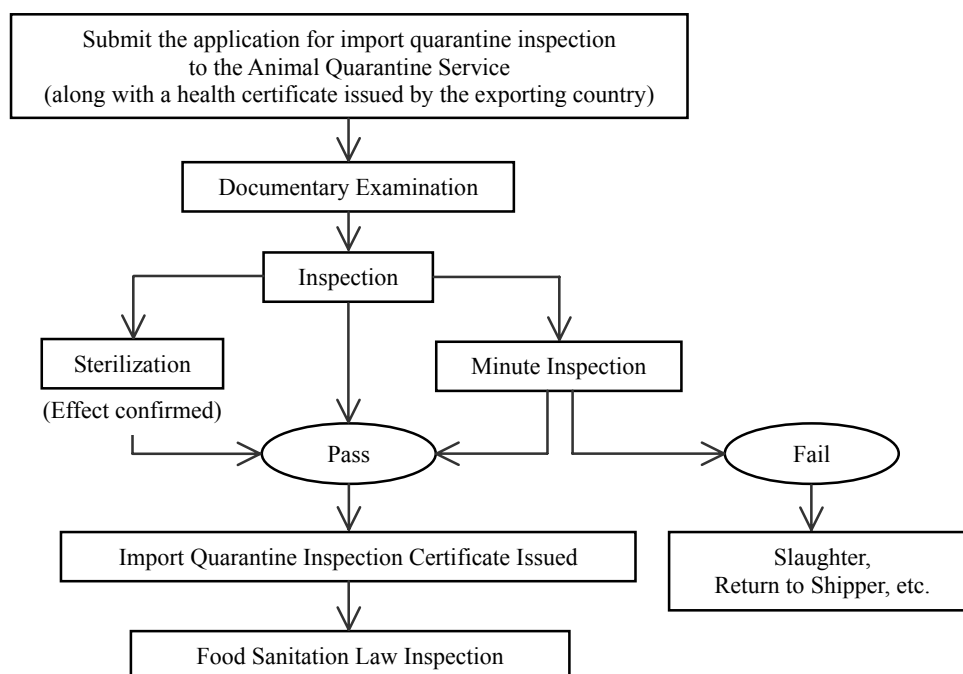 Submit the application for import quarantine inspection
to the Animal Quarantine Service
(along with a health certificate issued by the exporting country)
Documentary Examination
Inspection
Sterilization
Minute Inspection
(Effect confirmed)
Pass
Fail
Import Quarantine Inspection Certificate Issued
Slaughter,
Return to Shipper, etc.
Food Sanitation Law Inspection